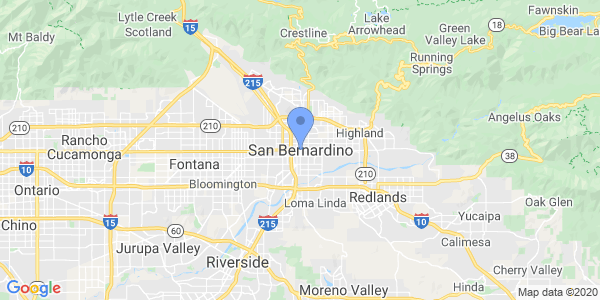 Fawnskin
Lytle Creek
Lake
Arrowhead
Green
Valley Lake
38
Big Bear Lake
Scotland
15
Crestline
Mt Baldy
Running
Springs
215
Angelus Oaks
210
210
Highland
Rancho
Cucamonga
San Bernardino
38
10
Fontana
210
Ontario
Bloomington
Redlands
Loma Linda
Oak Glen
Chino
15
60
215
10
Yucaipa
Jurupa Valley
Calimesa
Riverside
Cherry Valley
Moreno Valley
Hinda
Google
Map data ©2020